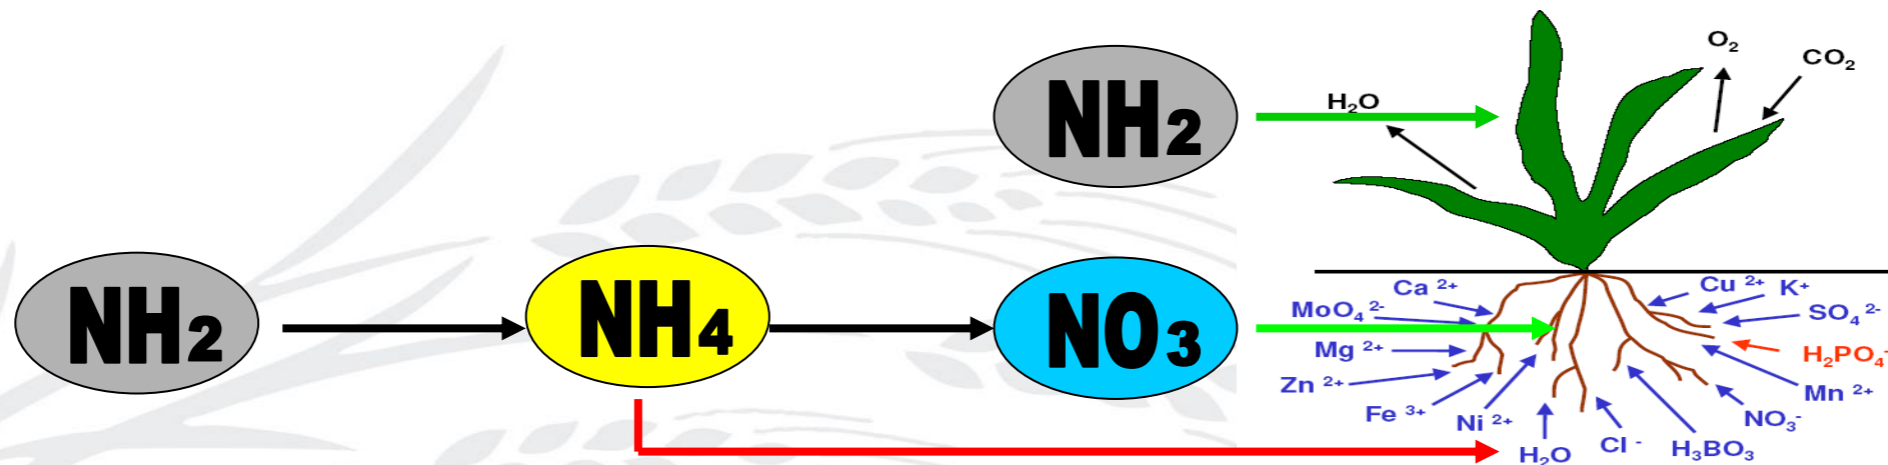 O₂
CO₂
H₂O
NH₂
NH₂
NH₄
NO₃
Ca ²⁺
Cu ²⁺
K⁺
MoO₄ ²⁻
SO₄ ²⁻
Mg ²⁺
H₂PO₄⁻
Zn ²⁺
Mn ²⁺
Fe ³⁺
Ni ²⁺
NO₃⁻
H₂O
Cl ⁻
H₃BO₃